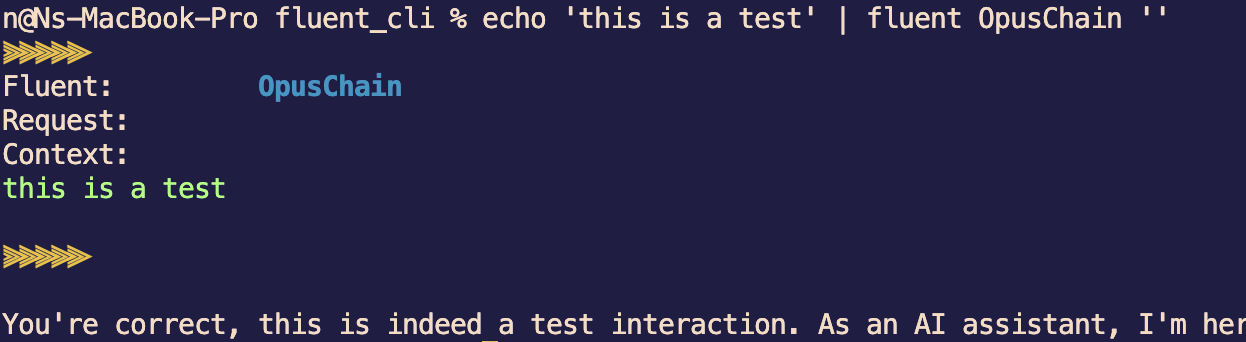 n@Ns-MacBook-Pro fluent_cli % echo 'this is a test' | fluent OpusChain ''
⋙⋙⋙
Fluent: OpusChain
Request:
Context:
this is a test
⋙⋙⋙
You're correct, this is indeed a test interaction. As an AI assistant, I'm her